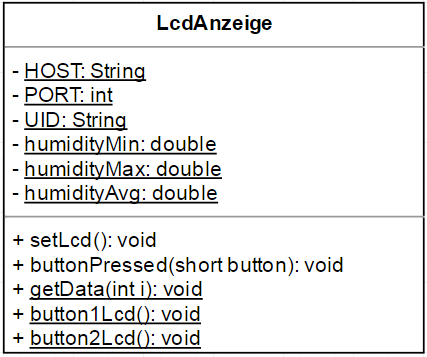 LcdAnzeige
- HOST: String
- PORT: int
- UID: String
- humidityMin: double
- humidityMax: double
- humidityAvg: double
+ setLcd(): void
+ buttonPressed(short button): void
+ getData(int i): void
+ button1Lcd(): void
+ button2Lcd(): void